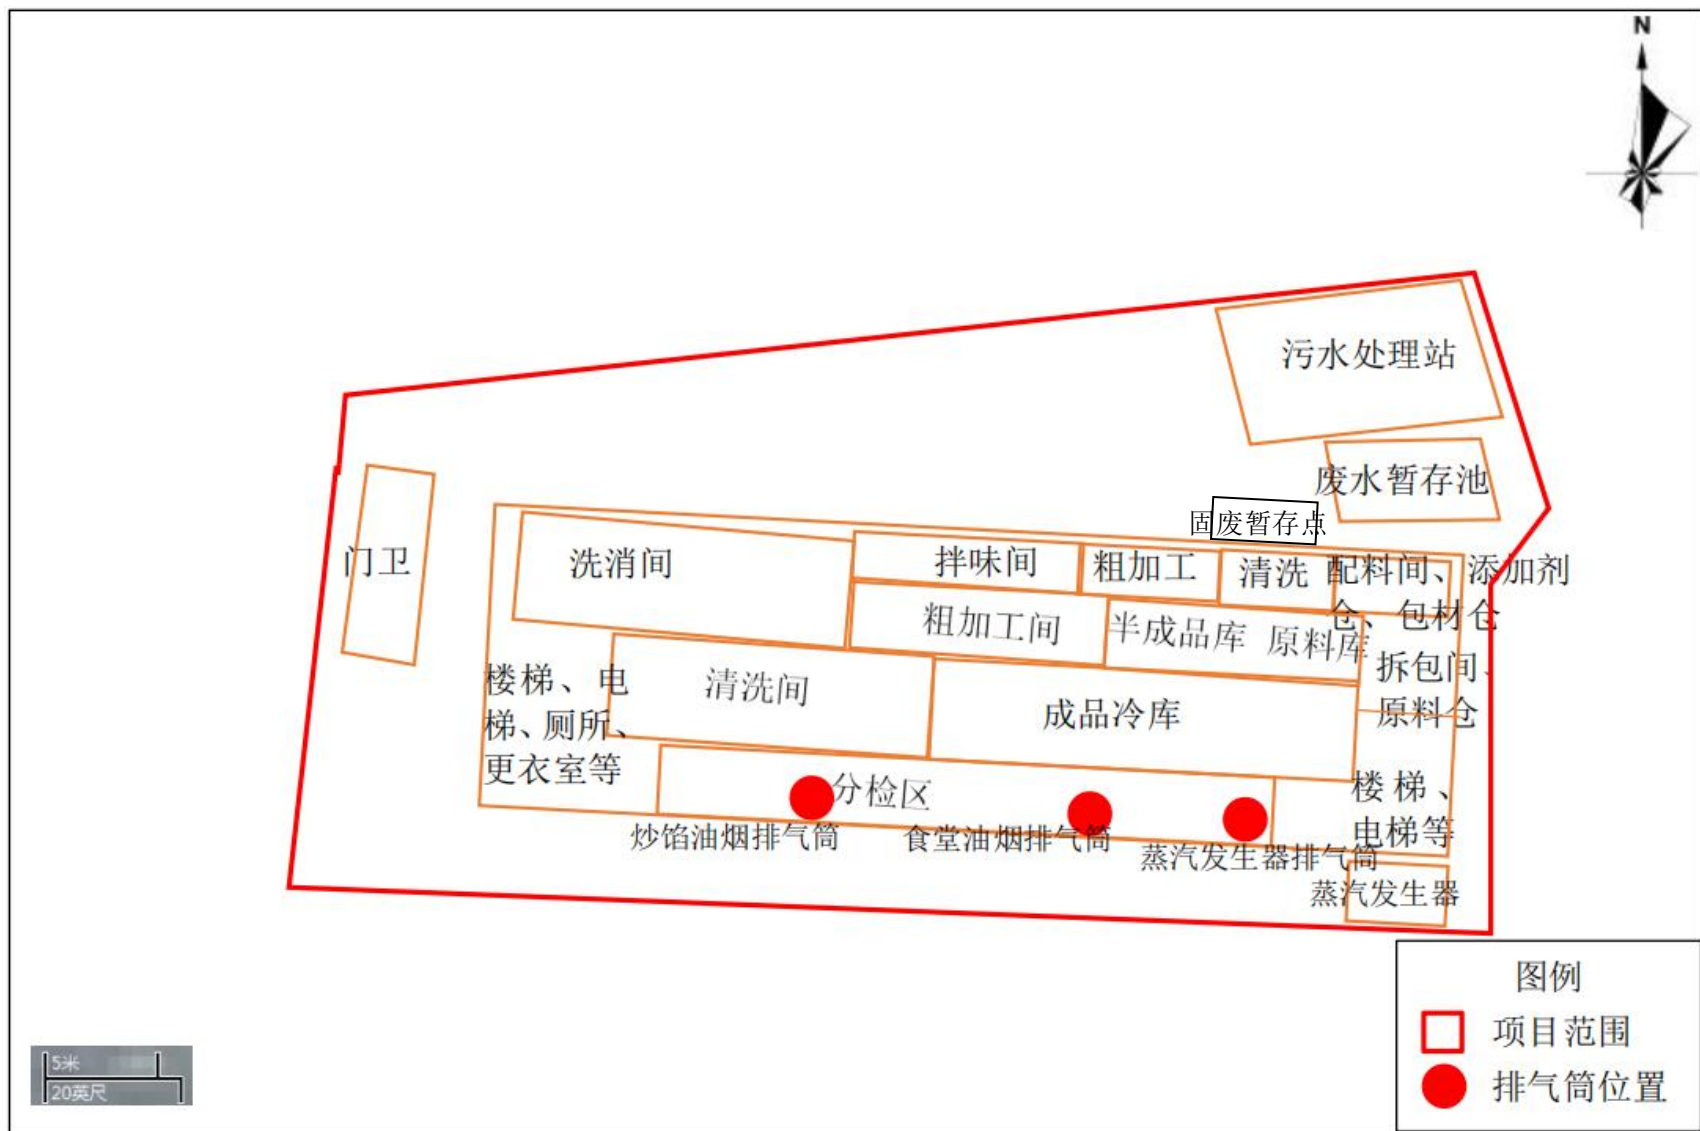 N
污水处理站
废水暂存池
固废暂存点
门卫
洗消间
拌味间
粗加工
清洗
配料间、添加剂
仓、包材仓
粗加工间
半成品库
原料库
拆包间、
原料仓
清洗间
成品冷库
楼梯、电
梯、厕所、
更衣室等
分检区
楼梯、
电梯等
炒馅油烟排气筒
食堂油烟排气筒
蒸汽发生器排气筒
蒸汽发生器
图例
项目范围
排气筒位置
5米
20英尺